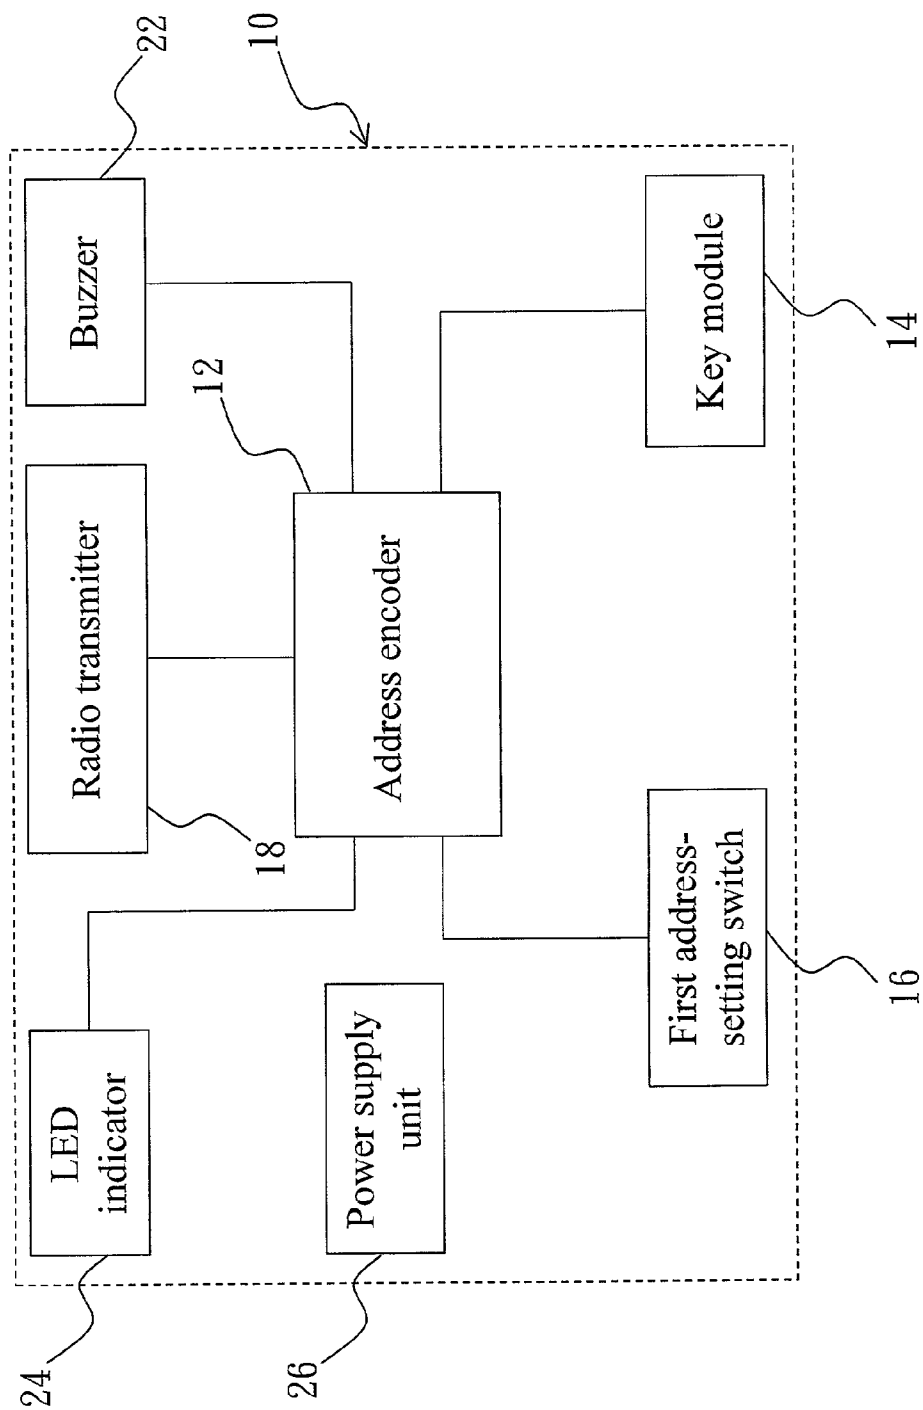 24
LED
indicator
Radio transmitter
18
Buzzer
22
10
12
26
Power supply
unit
Address encoder
First address-
setting switch
16
Key module
14